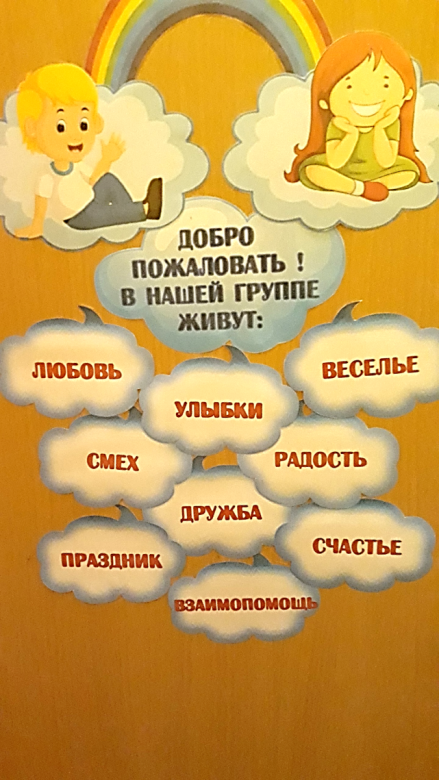 ДОБРО
ПОЖАЛОВАТЬ !
В НАШЕЙ ГРУППЕ
ЖИВУТ:
ЛЮБОВЬ
ВЕСЕЛЬЕ
УЛЫБКИ
СМЕХ
РАДОСТЬ
ДРУЖБА
ПРАЗДНИК
СЧАСТЬЕ
ВЗАИМОПОМОЩЬ